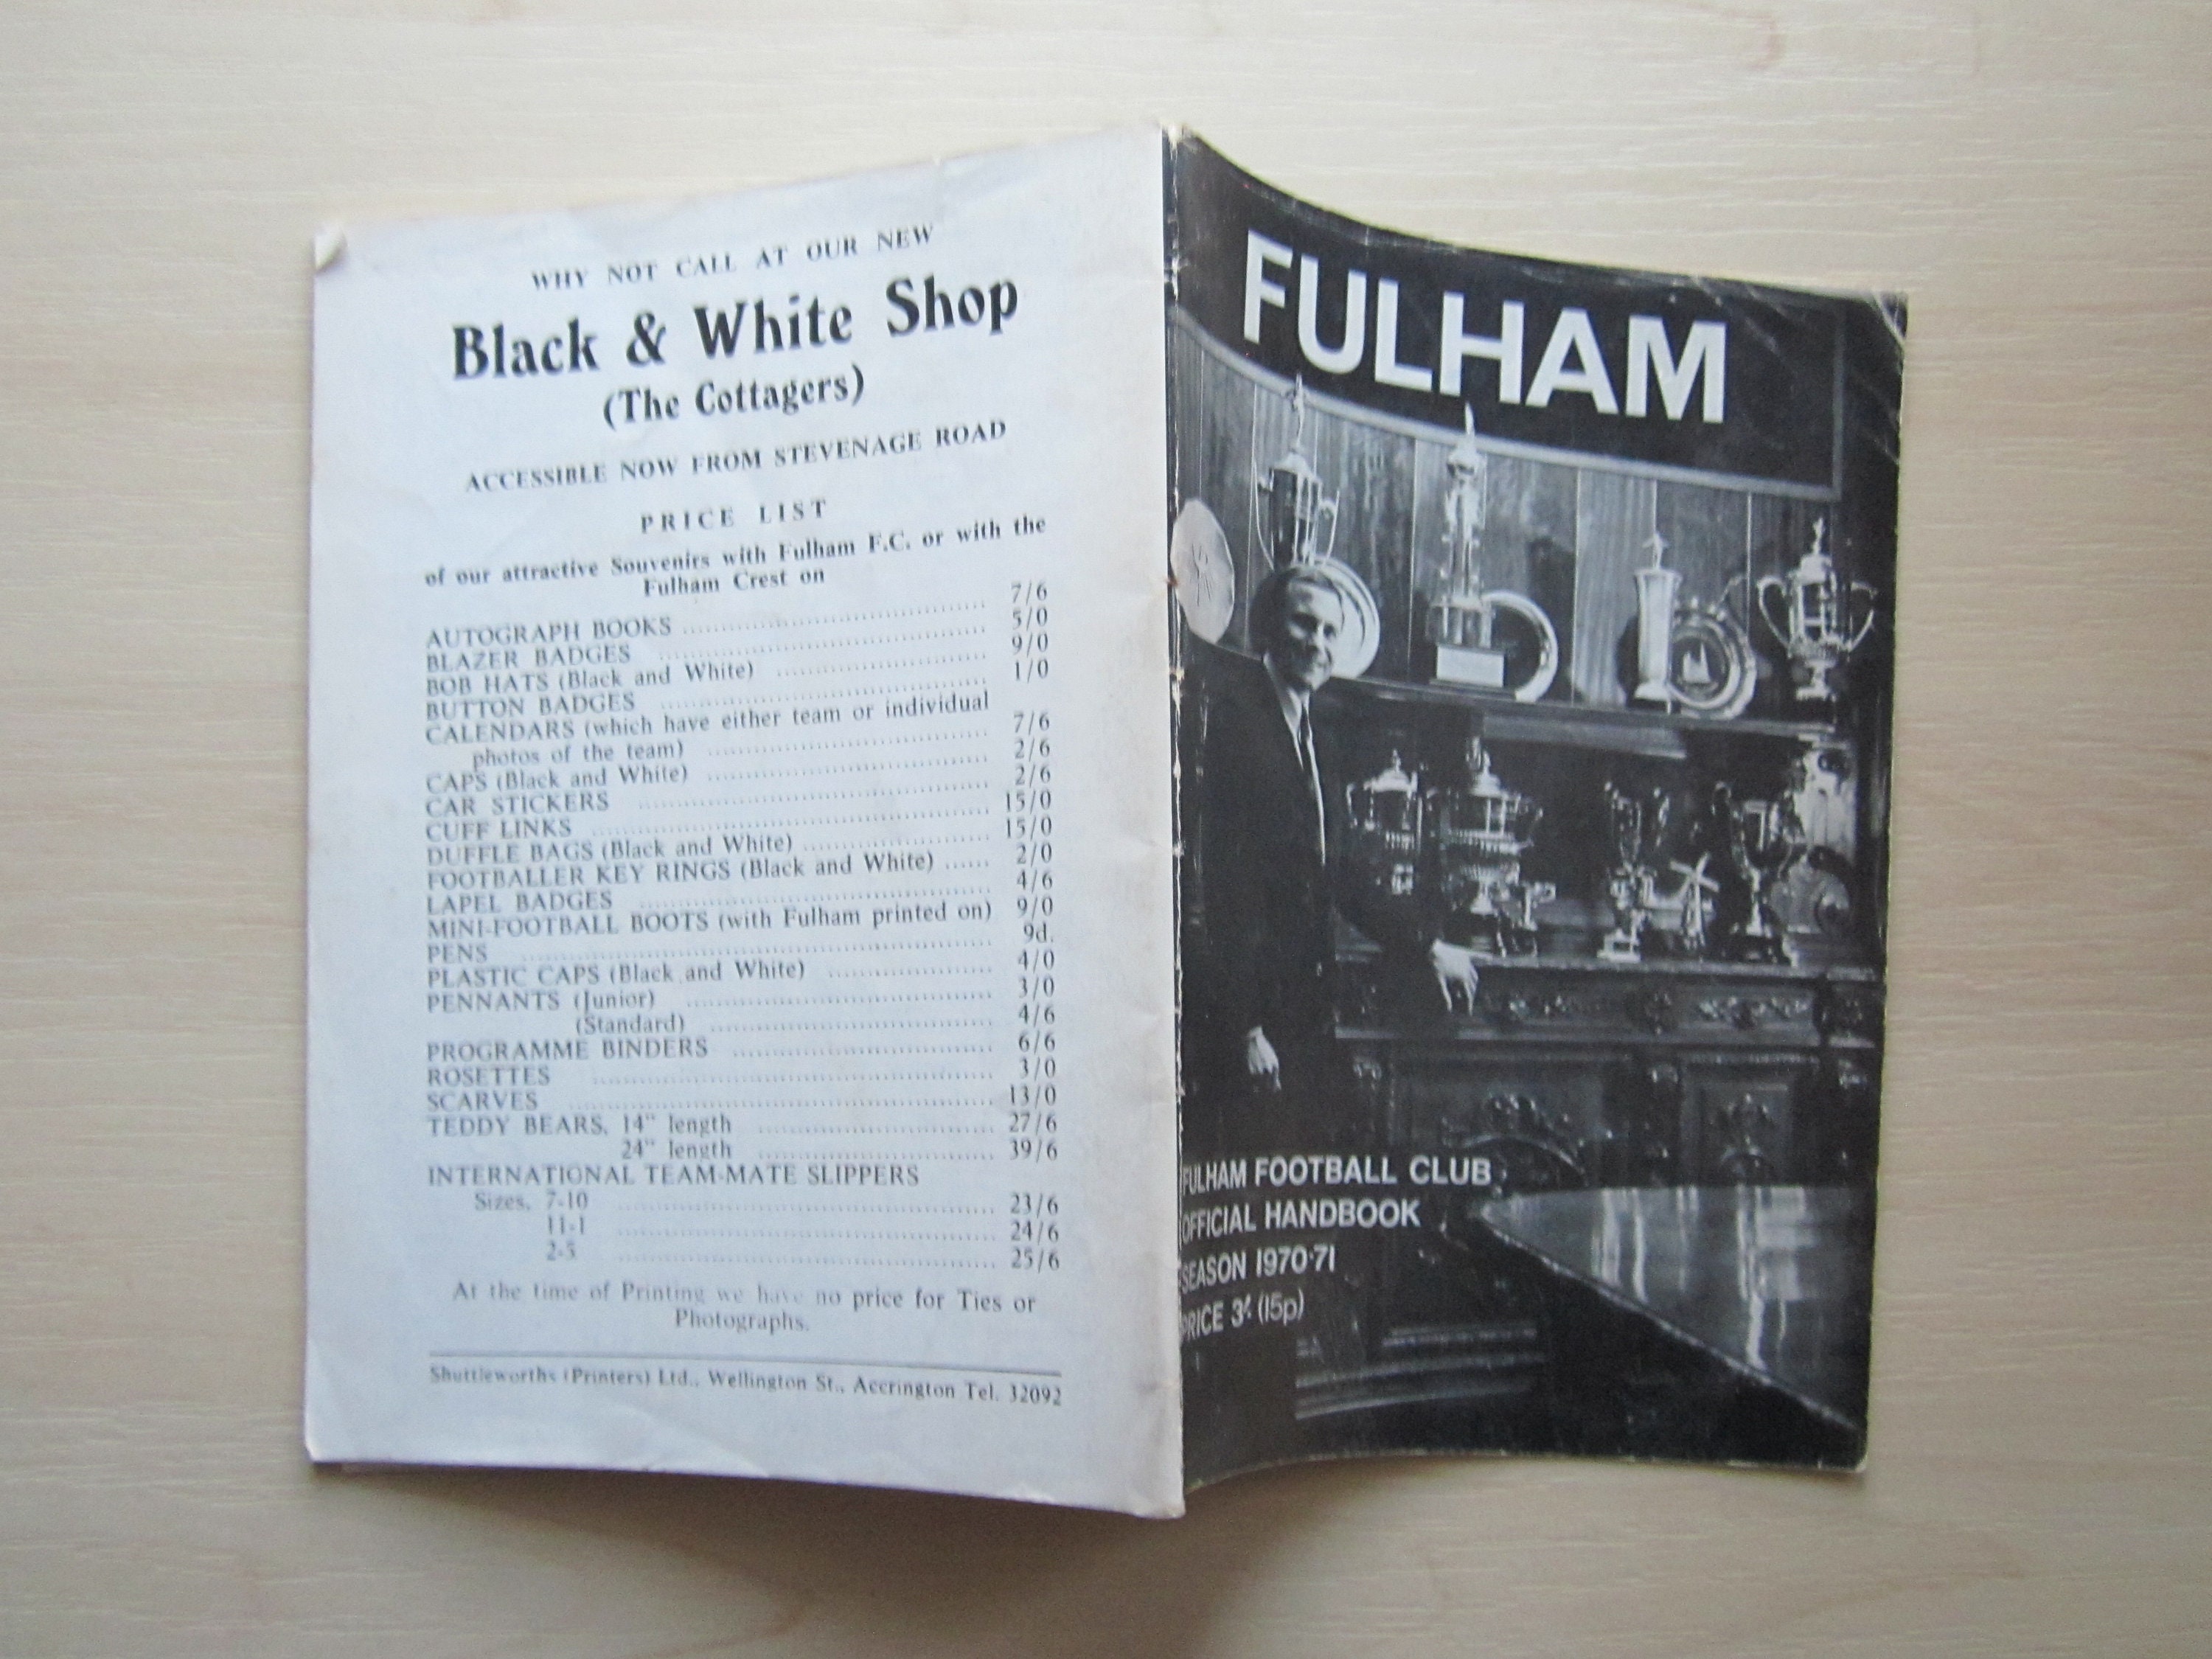 WHY NOT CALL AT OUR NEW
Black & White Shop
(The Cottagers)
ACCESSIBLE NOW FROM STEVENAGE ROAD
PRICE LIST
of our attractive Souvenirs with Fulham F.C. or with the
Fulham Crest on
AUTOGRAPH BOOKS 7/6
BLAZER BADGES 5/0
BOB HATS (Black and White) 9/0
BUTTON BADGES 1/0
CALENDARS (which have either team or individual
photos of the team) 7/6
CAPS (Black and White) 2/6
CAR STICKERS 2/6
CUFF LINKS 15/0
DUFFLE BAGS (Black and White) 15/0
FOOTBALLER KEY RINGS (Black and White) 2/0
LAPEL BADGES 4/6
MINI-FOOTBALL BOOTS (with Fulham printed on) 9/0
PENS 9d.
PLASTIC CAPS (Black and White) 4/0
PENNANTS (Junior) 3/0
(Standard) 4/6
PROGRAMME BINDERS 6/6
ROSETTES 3/0
SCARVES 13/0
TEDDY BEARS, 14" length 27/6
24" length 39/6
INTERNATIONAL TEAM-MATE SLIPPERS
Sizes, 7-10 23/6
11-1 24/6
2-5 25/6
At the time of Printing we have no price for Ties or
Photographs.
Shuttleworths (Printers) Ltd., Wellington St., Accrington Tel. 32092
FULHAM
FULHAM FOOTBALL CLUB
OFFICIAL HANDBOOK
SEASON 1970-71
PRICE 3/- (15p)